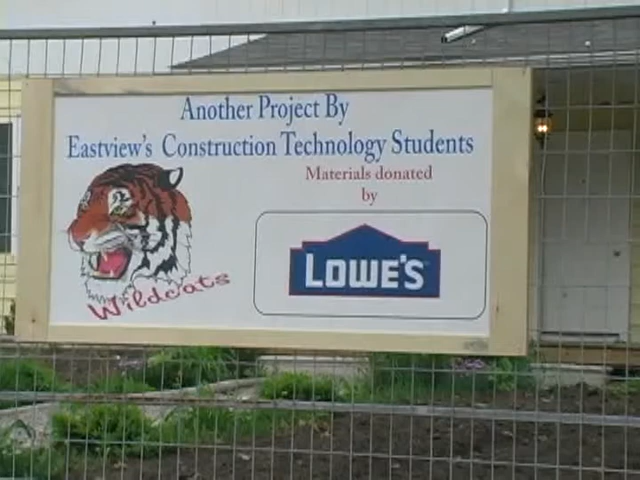 Another Project By
Eastview's Construction Technology Students
Materials donated
by
LOWE'S
Wildcats